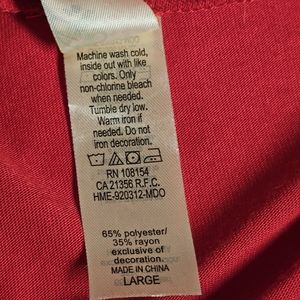 Machine wash cold,
inside out with like
colors. Only
non-chlorine bleach
when needed.
Tumble dry low.
Warm iron if
needed. Do not
iron decoration.
RN 108154
CA 21356 R.F.C.
HME-920312-MDO
65% polyester/
35% rayon
exclusive of
decoration.
MADE IN CHINA
LARGE